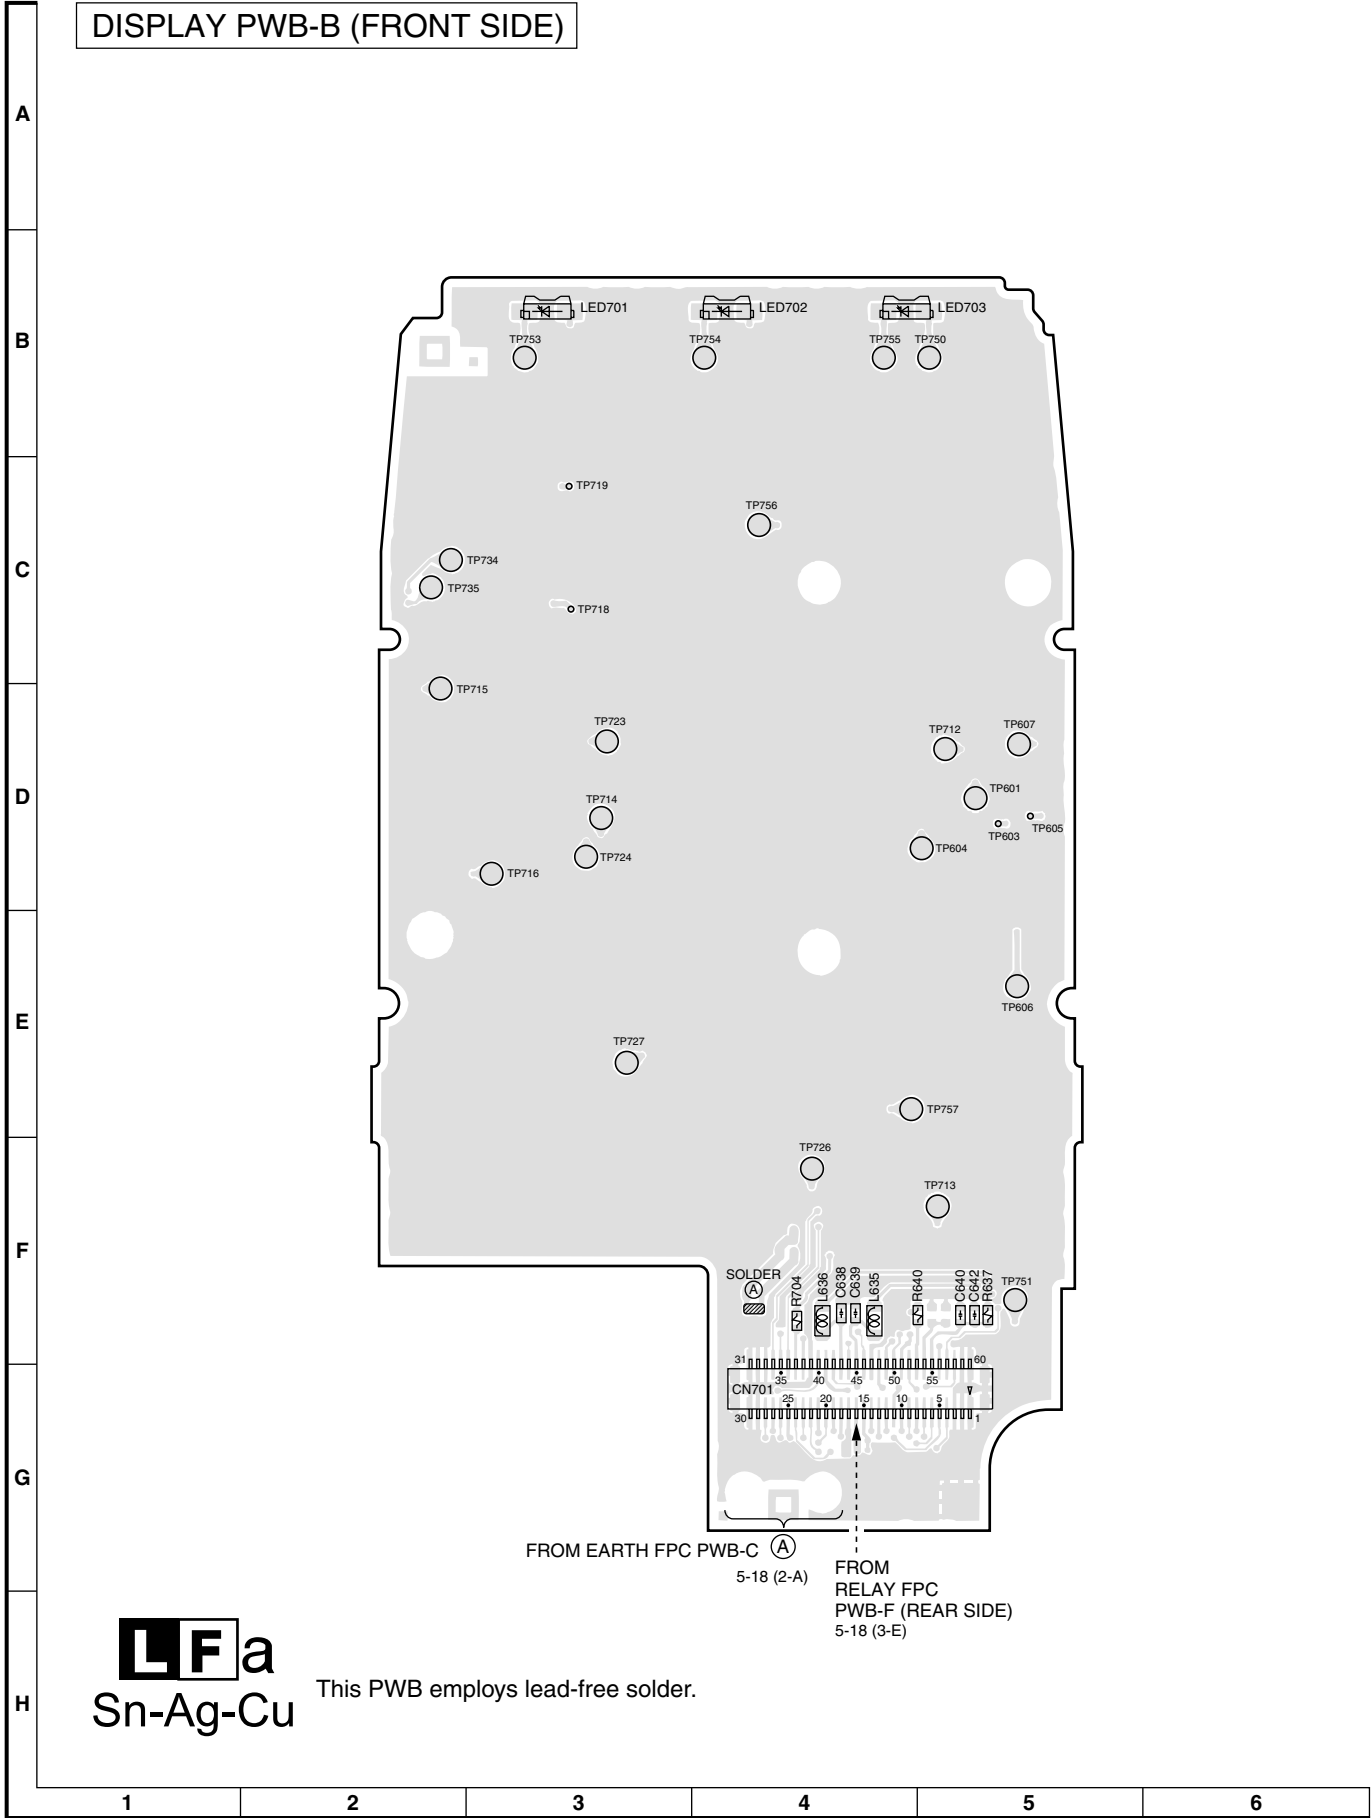 DISPLAY PWB-B (FRONT SIDE)
A
B
LED701 LED702 LED703
TP753 TP754 TP755 TP750
TP719
TP756
C
TP734
TP735
TP718
TP715
TP723 TP712 TP607
D
TP601
TP714
TP603 TP605
TP604
TP724
TP716
E
TP606
TP727
TP757
TP726
TP713
F
SOLDER
A
R704 L636 C638 C639 L635 R640 C640 C642 R637
TP751
31 60
35 40 45 50 55
CN701
25 20 15 10 5
30 1
G
FROM EARTH FPC PWB-C A
5-18 (2-A)
FROM
RELAY FPC
PWB-F (REAR SIDE)
5-18 (3-E)
LFa
Sn-Ag-Cu
This PWB employs lead-free solder.
H
1 2 3 4 5 6